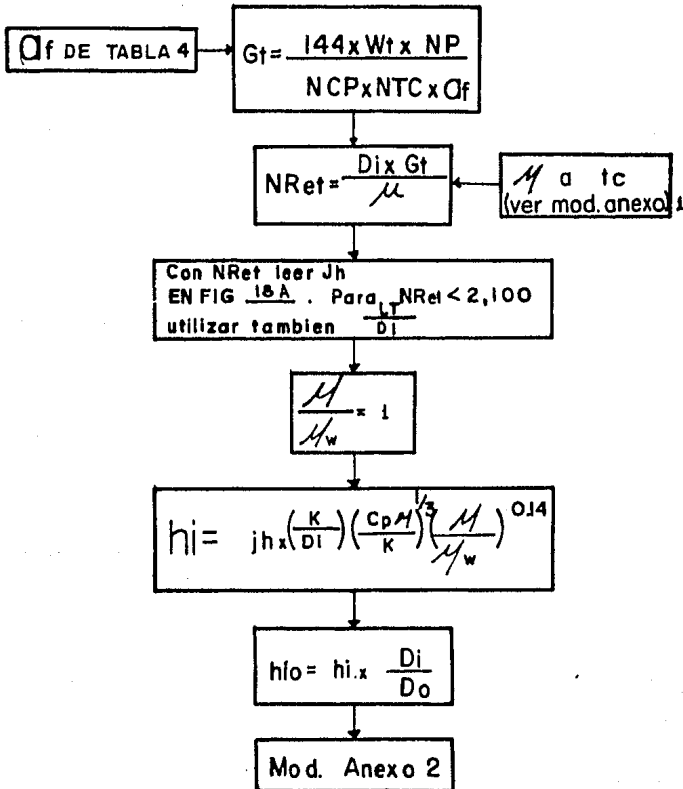 af DE TABLA 4
Gt= 144 x Wt x NP
NCP x NTC x af
NRet= Di x Gt
μ
μ a tc
(ver mod. anexo) 1
Con NRet leer Jh
EN FIG 18A . Para NRet < 2,100
utilizar tambien LT
DI
μ
μw = 1
hi= jhx(K/Di)(Cpμ/K)^1/3(μ/μw)^0.14
hio= hi.x Di
Do
Mod. Anexo 2